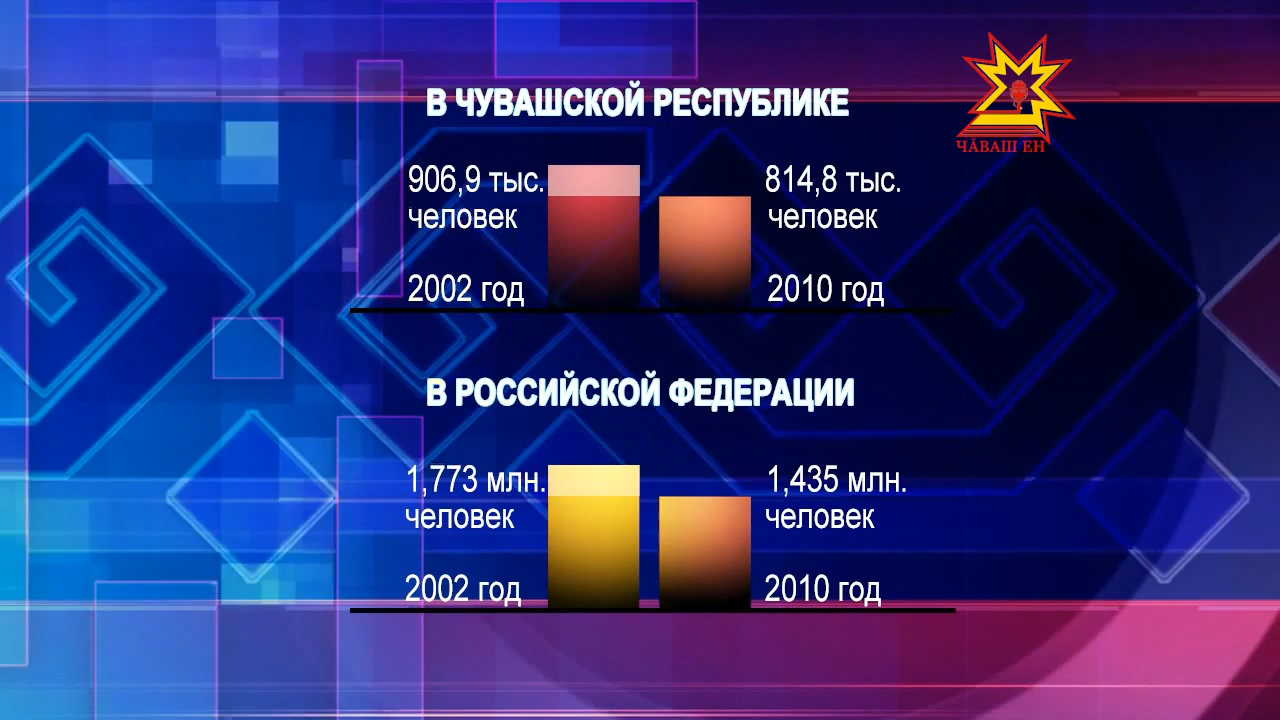 В ЧУВАШСКОЙ РЕСПУБЛИКЕ
ЧӐВАШ ЕН
906,9 тыс.
человек
814,8 тыс.
человек
2002 год
2010 год
В РОССИЙСКОЙ ФЕДЕРАЦИИ
1,773 млн.
человек
1,435 млн.
человек
2002 год
2010 год